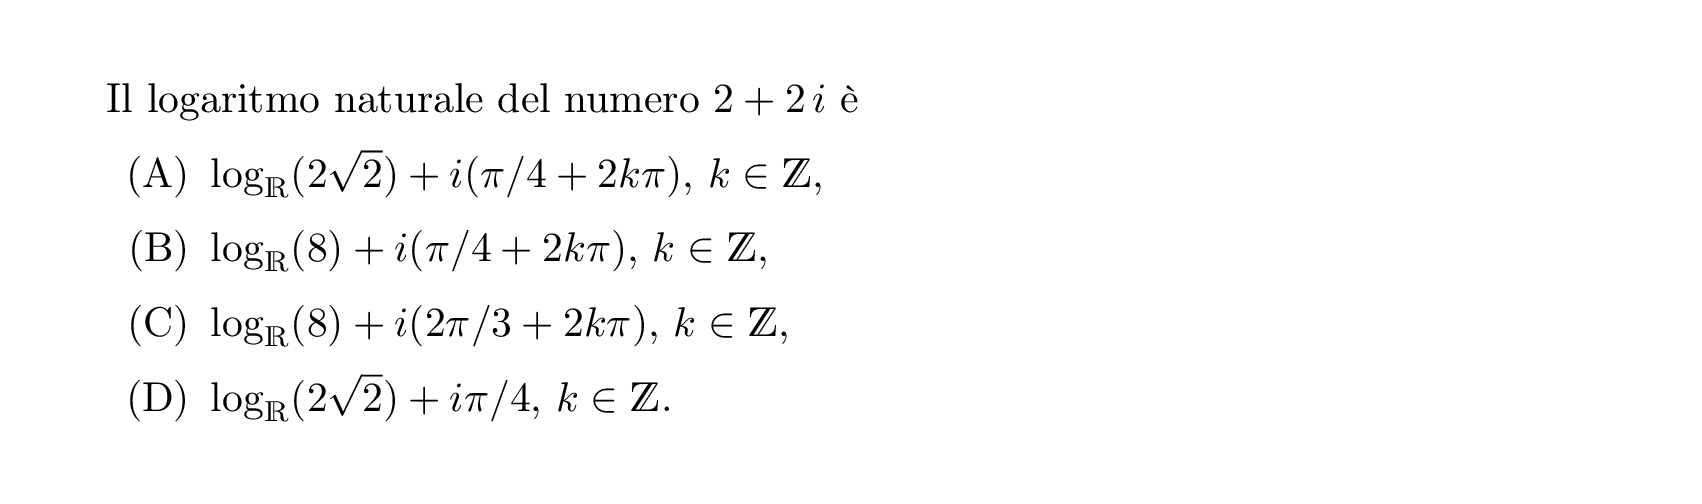 Il logaritmo naturale del numero 2 + 2 i è
(A) log_ℝ(2√2) + i(π/4 + 2kπ), k ∈ ℤ,
(B) log_ℝ(8) + i(π/4 + 2kπ), k ∈ ℤ,
(C) log_ℝ(8) + i(2π/3 + 2kπ), k ∈ ℤ,
(D) log_ℝ(2√2) + iπ/4, k ∈ ℤ.